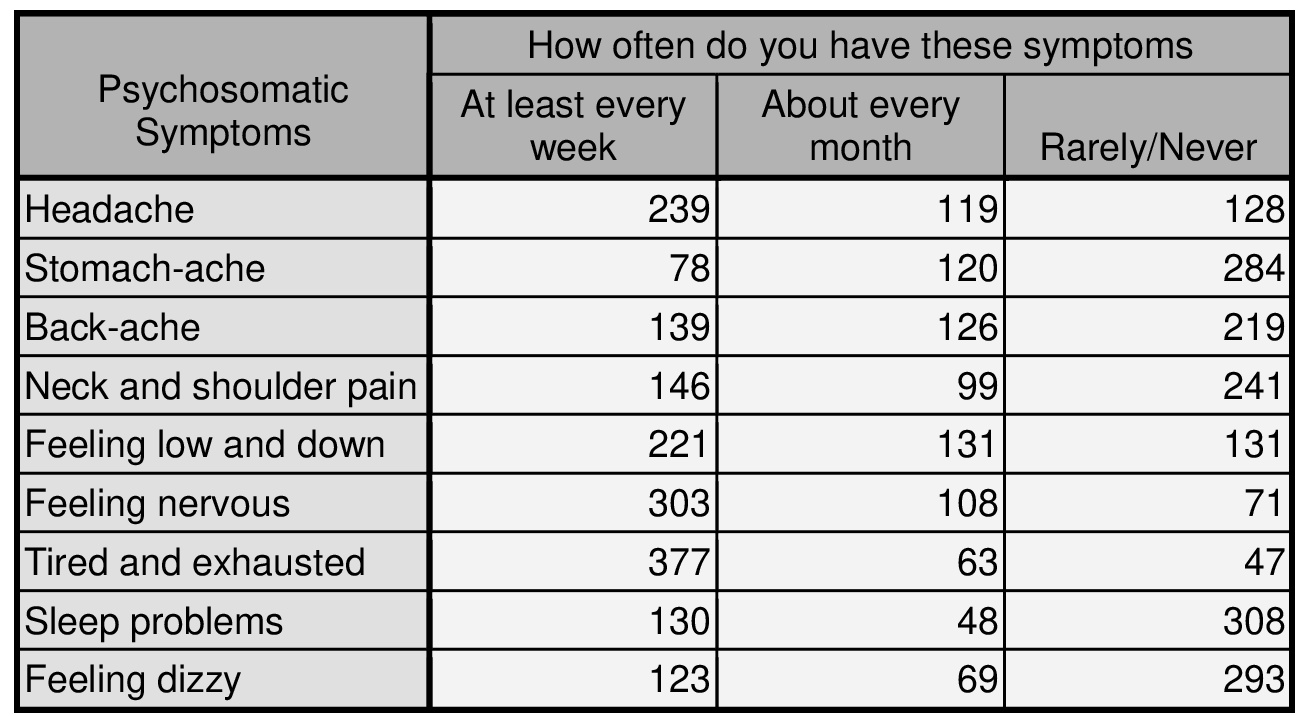 How often do you have these symptoms
Psychosomatic
Symptoms
At least every
week
About every
month
Rarely/Never
Headache 239 119 128
Stomach-ache 78 120 284
Back-ache 139 126 219
Neck and shoulder pain 146 99 241
Feeling low and down 221 131 131
Feeling nervous 303 108 71
Tired and exhausted 377 63 47
Sleep problems 130 48 308
Feeling dizzy 123 69 293